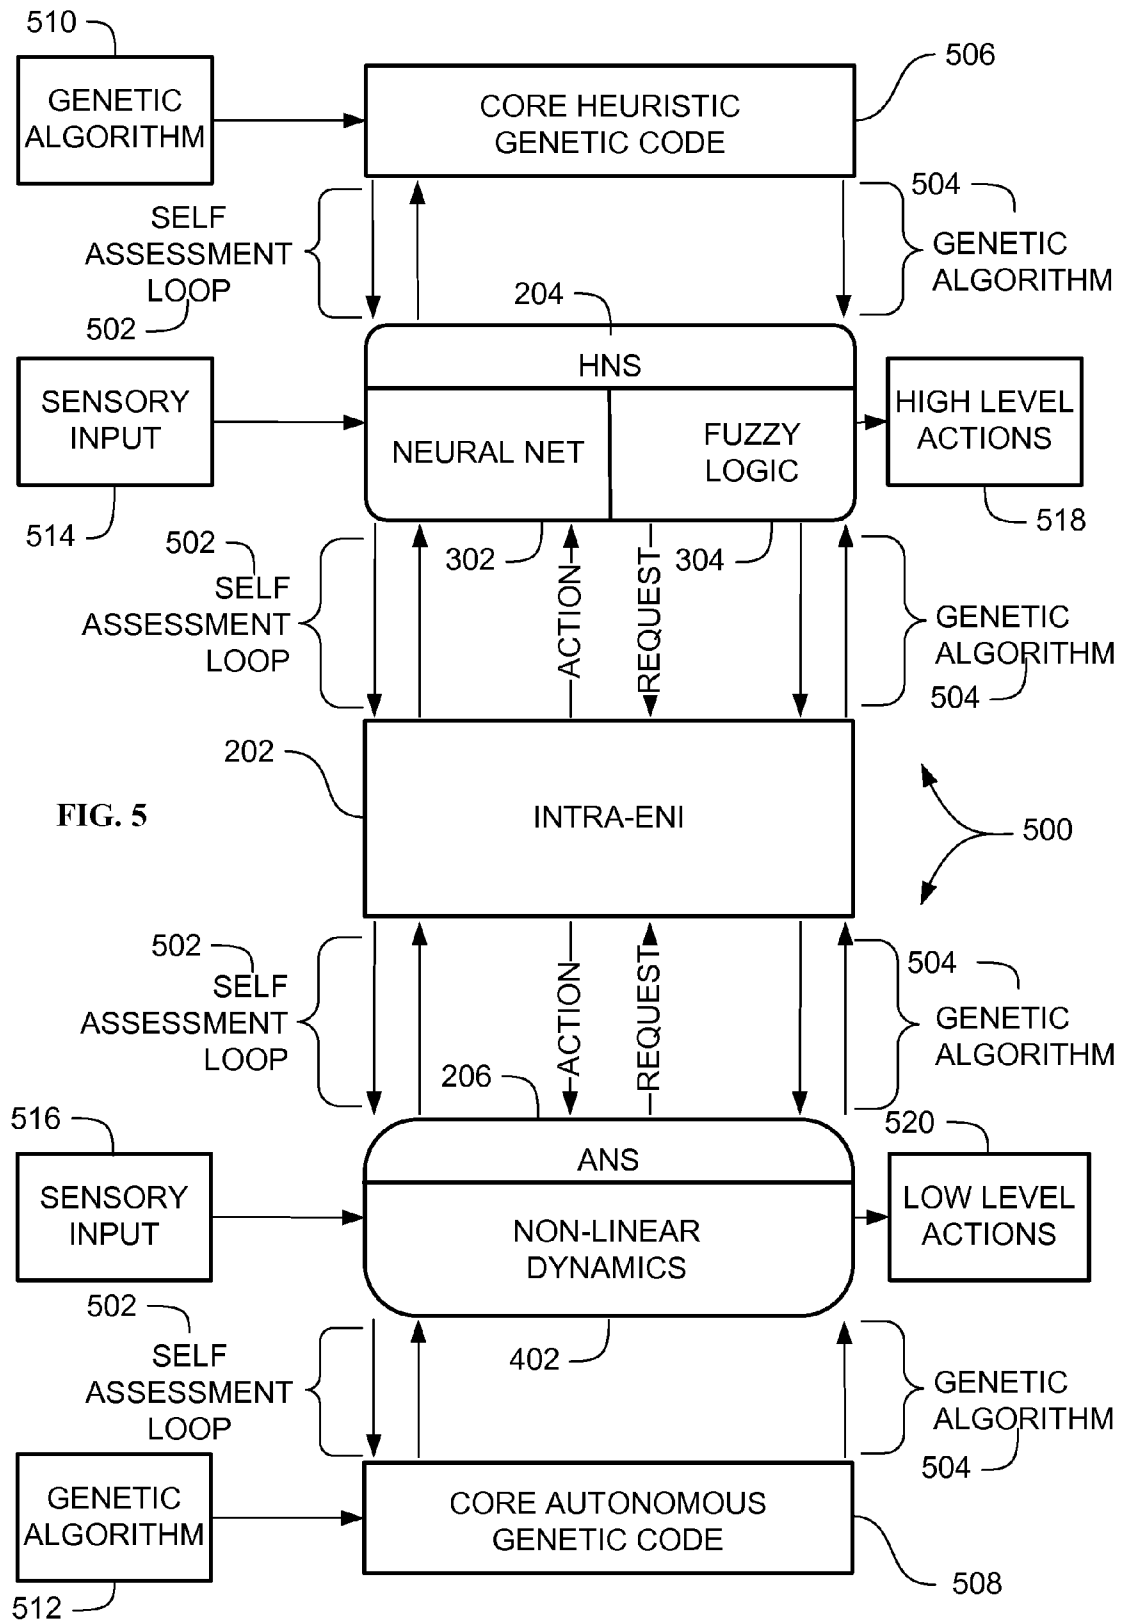 510
GENETIC
ALGORITHM
CORE HEURISTIC
GENETIC CODE
506
SELF
ASSESSMENT
LOOP
502
504
GENETIC
ALGORITHM
204
HNS
SENSORY
INPUT
514
NEURAL NET
FUZZY
LOGIC
HIGH LEVEL
ACTIONS
518
302
304
502
SELF
ASSESSMENT
LOOP
ACTION
REQUEST
GENETIC
ALGORITHM
504
202
INTRA-ENI
FIG. 5
500
502
SELF
ASSESSMENT
LOOP
ACTION
REQUEST
504
GENETIC
ALGORITHM
206
516
SENSORY
INPUT
ANS
NON-LINEAR
DYNAMICS
520
LOW LEVEL
ACTIONS
402
502
SELF
ASSESSMENT
LOOP
GENETIC
ALGORITHM
504
GENETIC
ALGORITHM
512
CORE AUTONOMOUS
GENETIC CODE
508